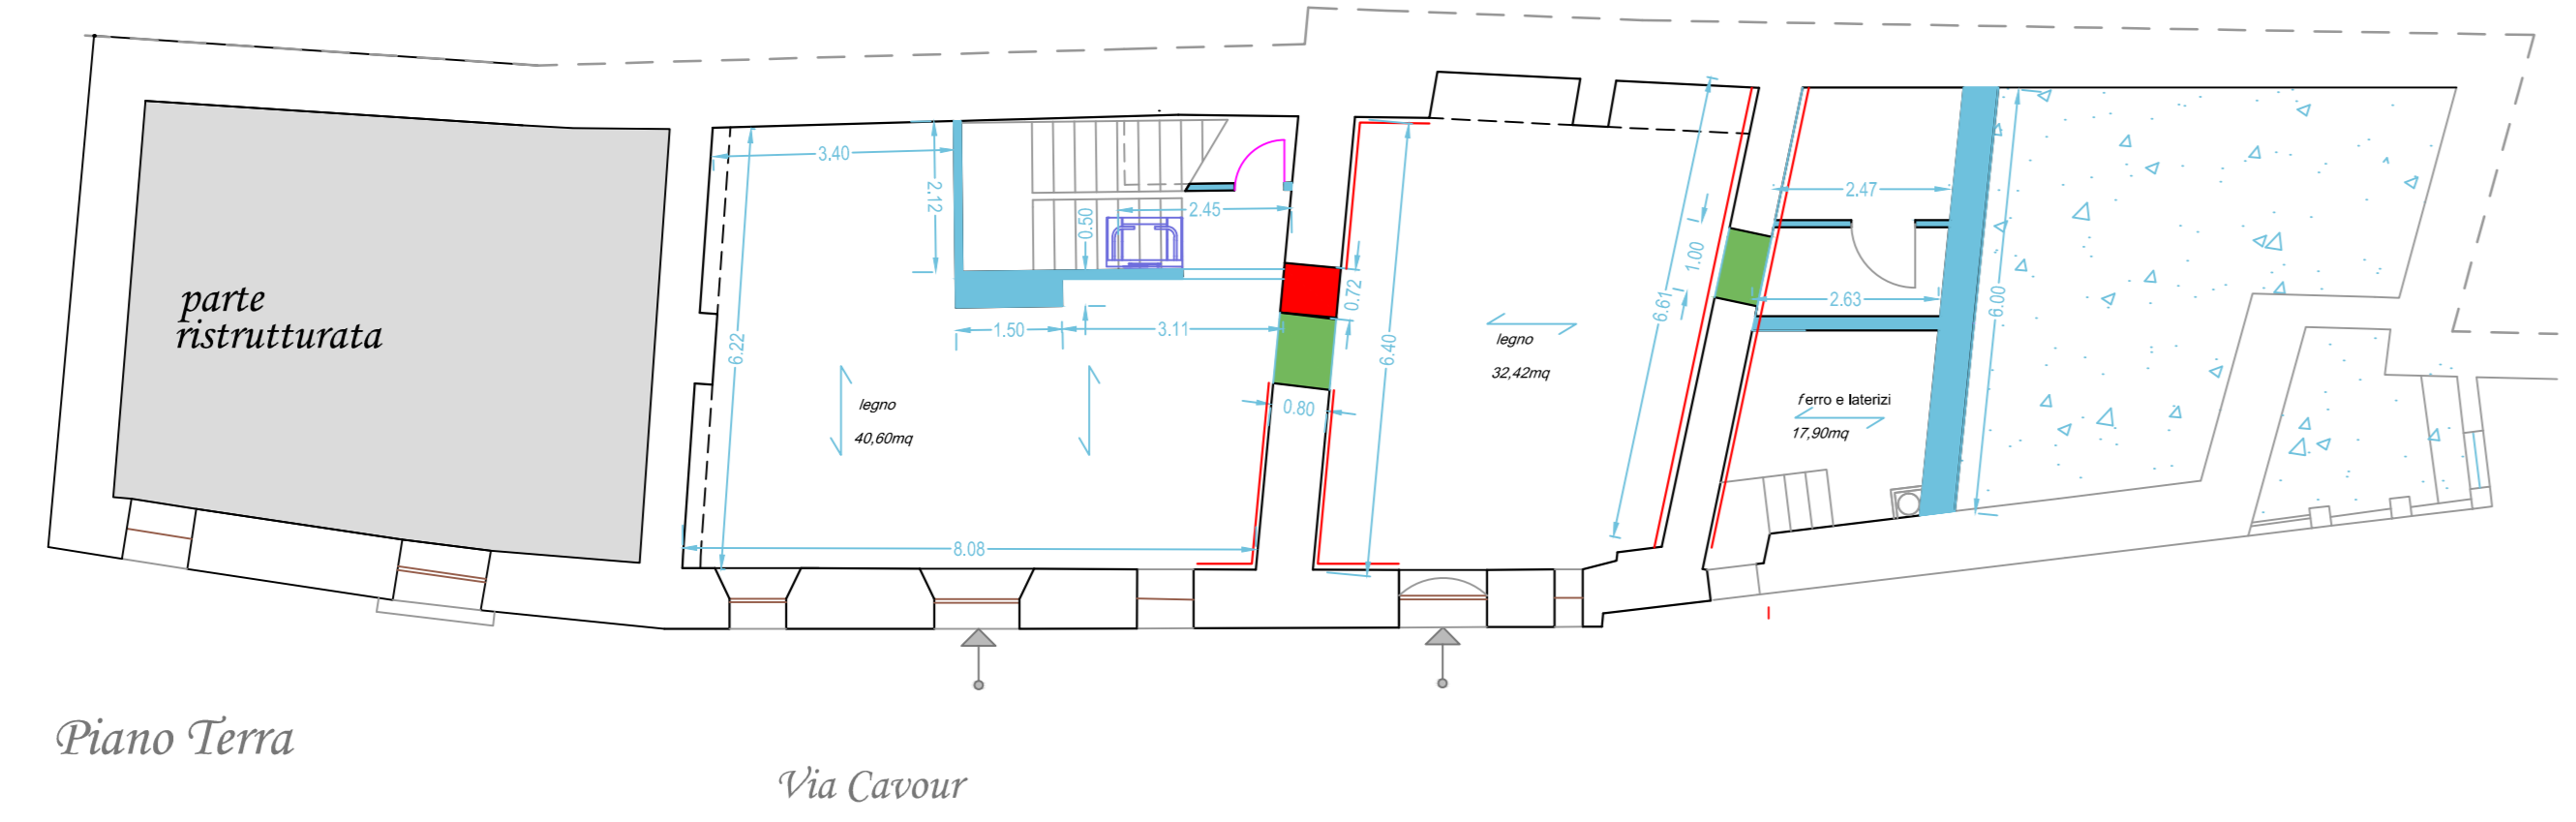 parte
ristrutturata
3,40
2,12
2.45
0.50
6.22
1.50
3.11
legno
40,60mq
8.08
0.80
0.72
6.40
legno
32,42mq
6.61
1.00
2.47
2.63
6.00
ferro e laterizi
17,90mq
Piano Terra
Via Cavour